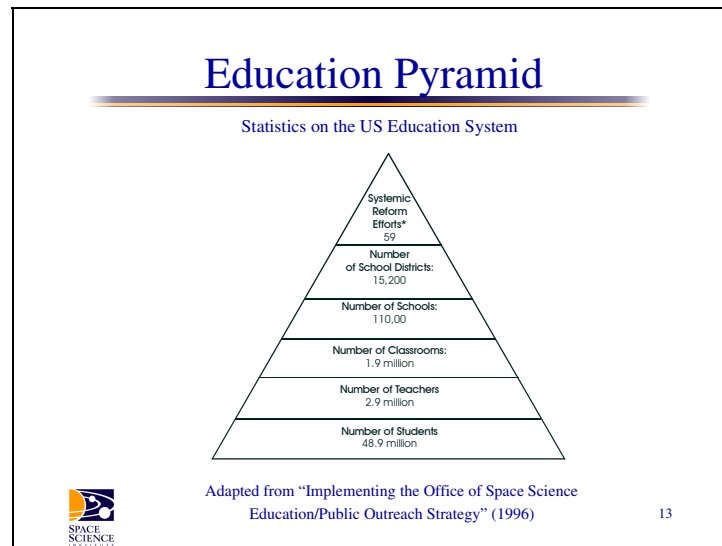 Education Pyramid
Statistics on the US Education System
Systemic
Reform
Efforts*
59
Number
of School Districts:
15,200
Number of Schools:
110,00
Number of Classrooms:
1.9 million
Number of Teachers
2.9 million
Number of Students
48.9 million
Adapted from “Implementing the Office of Space Science
Education/Public Outreach Strategy” (1996)
13
SPACE
SCIENCE
INSTITUTE